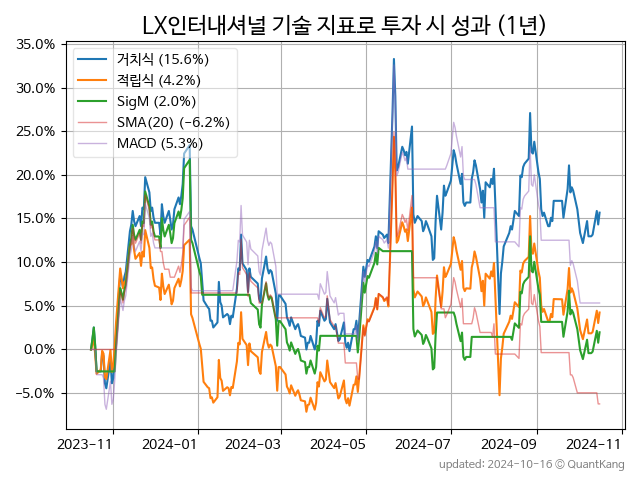 LX인터내셔널 기술 지표로 투자 시 성과 (1년)
35.0%
30.0%
25.0%
20.0%
15.0%
10.0%
5.0%
0.0%
−5.0%
거치식 (15.6%)
적립식 (4.2%)
SigM (2.0%)
SMA(20) (−6.2%)
MACD (5.3%)
2023-11 2024-01 2024-03 2024-05 2024-07 2024-09 2024-11
updated: 2024-10-16 © QuantKang